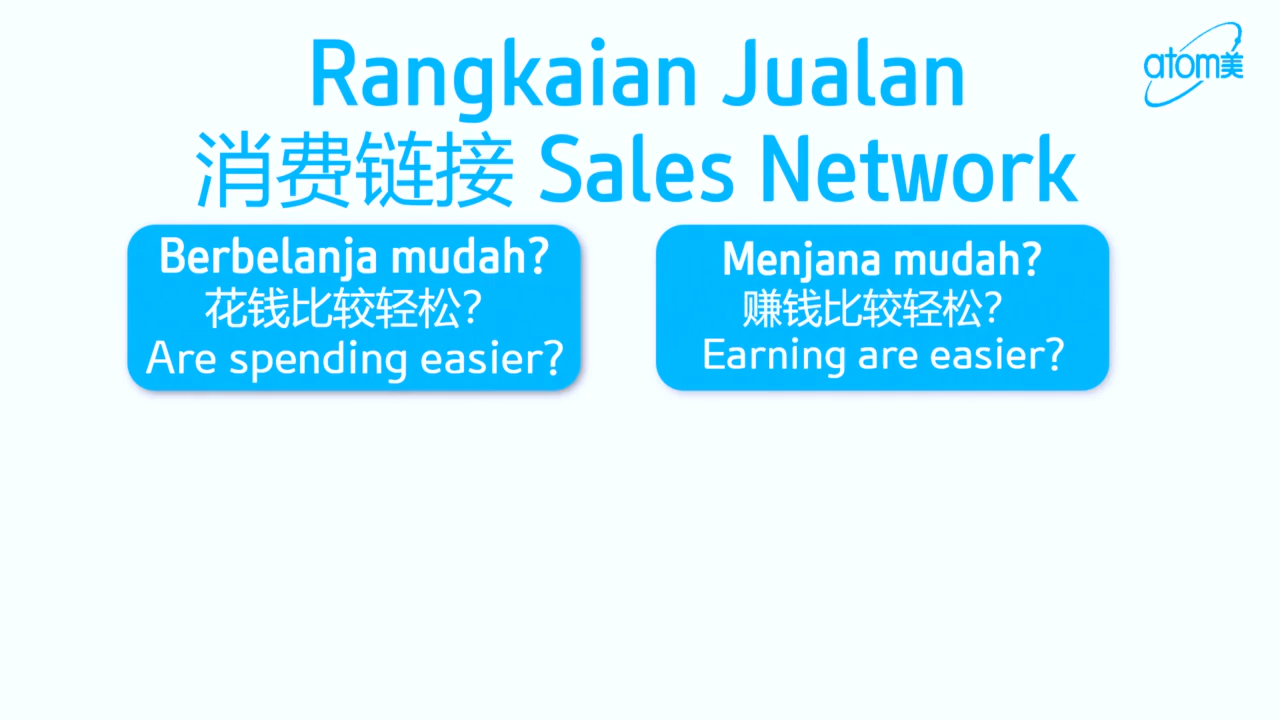 Rangkaian Jualan
atom美
消费链接 Sales Network
Berbelanja mudah?
花钱比较轻松？
Are spending easier?
Menjana mudah?
赚钱比较轻松？
Earning are easier?